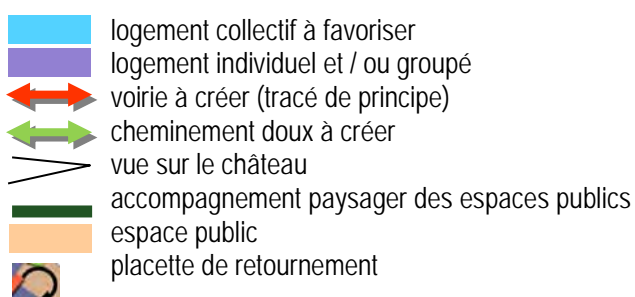 logement collectif à favoriser
logement individuel et / ou groupé
voirie à créer (tracé de principe)
cheminement doux à créer
vue sur le château
accompagnement paysager des espaces publics
espace public
placette de retournement